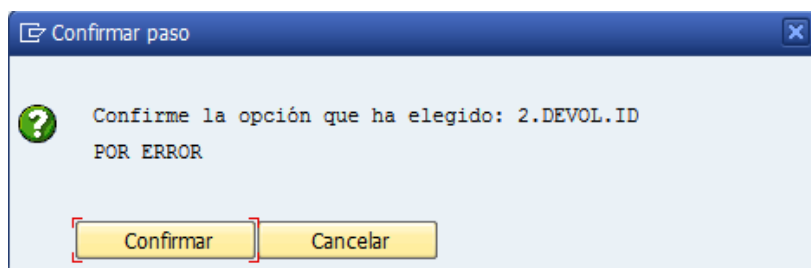 Confirmar paso
Confirme la opción que ha elegido: 2.DEVOL.ID
POR ERROR
Confirmar Cancelar